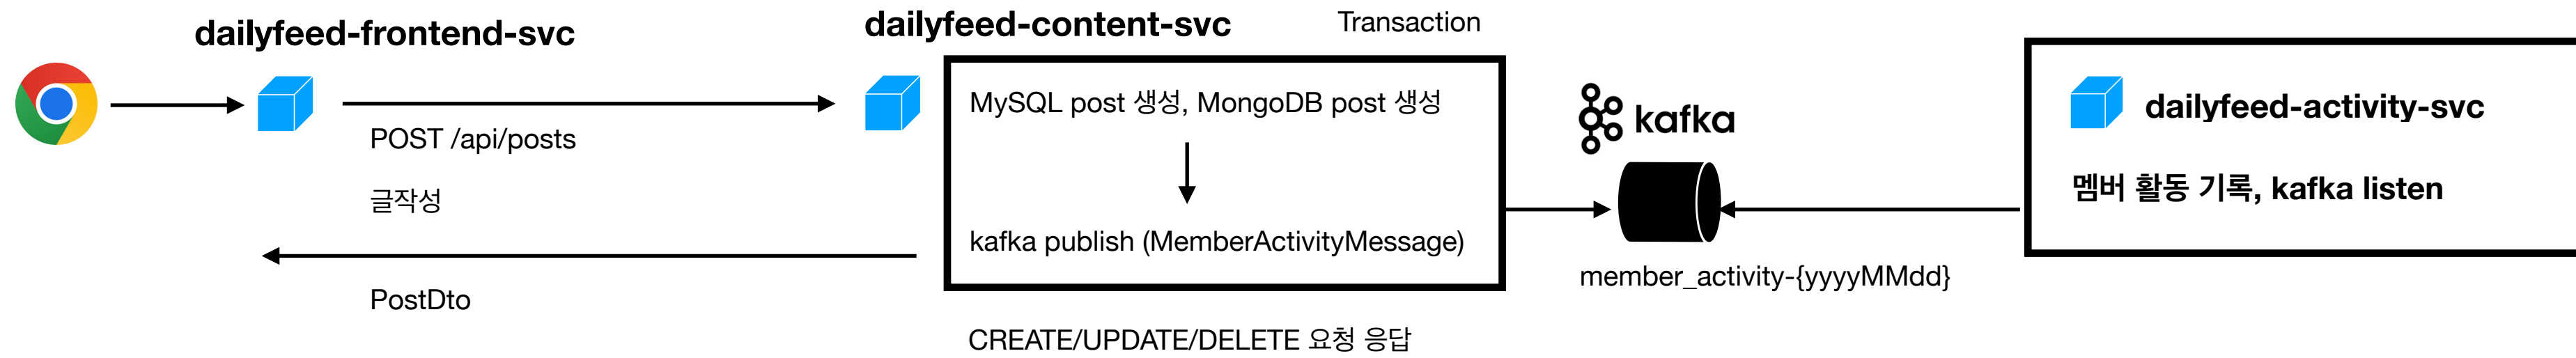 dailyfeed-frontend-svc
POST /api/posts
글작성
PostDto
dailyfeed-content-svc
Transaction
MySQL post 생성, MongoDB post 생성
kafka publish (MemberActivityMessage)
CREATE/UPDATE/DELETE 요청 응답
kafka
member_activity-{yyyyMMdd}
dailyfeed-activity-svc
멤버 활동 기록, kafka listen